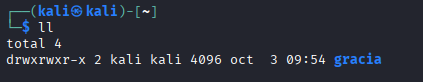 ┌──(kali㉿kali)-[~]
└─$ ll
total 4
drwxrwxr-x 2 kali kali 4096 oct  3 09:54 gracia